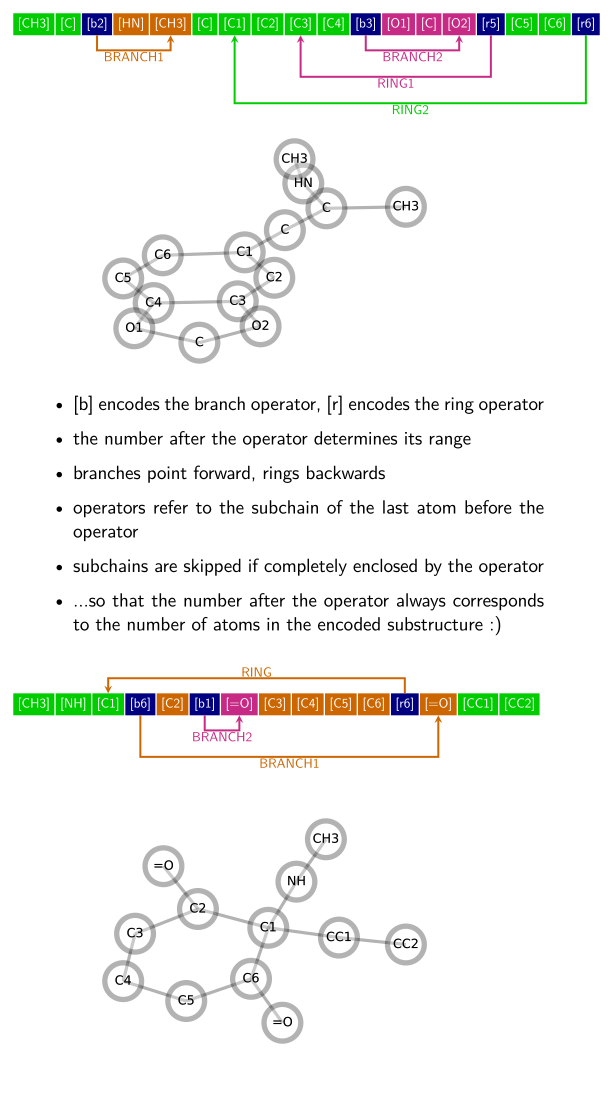 [CH3] [C] [b2] [HN] [CH3] [C] [C1] [C2] [C3] [C4] [b3] [O1] [C] [O2] [r5] [C5] [C6] [r6]
BRANCH1 BRANCH2
RING1
RING2
CH3
HN
C CH3
C
C6 C1
C5 C2
C4 C3
O1 O2
C
• [b] encodes the branch operator, [r] encodes the ring operator
• the number after the operator determines its range
• branches point forward, rings backwards
• operators refer to the subchain of the last atom before the
operator
• subchains are skipped if completely enclosed by the operator
• ...so that the number after the operator always corresponds
to the number of atoms in the encoded substructure :)
RING
[CH3] [NH] [C1] [b6] [C2] [b1] [=O] [C3] [C4] [C5] [C6] [r6] [=O] [CC1] [CC2]
BRANCH2
BRANCH1
CH3
=O
NH
C2
C3 C1 CC1
CC2
C4 C6
C5
=O